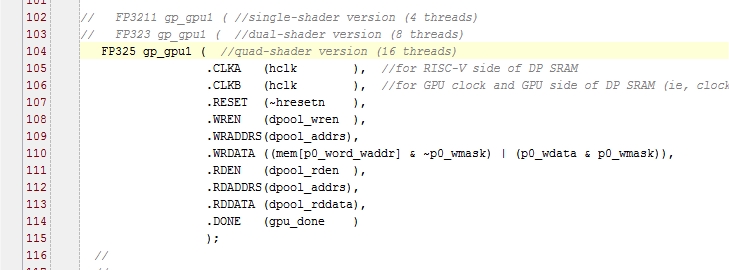 102 //   FP3211 gp_gpu1 ( //single-shader version (4 threads)
103 //   FP323 gp_gpu1 (  //dual-shader version (8 threads)
104    FP325 gp_gpu1 (  //quad-shader version (16 threads)
105                   .CLKA   (hclk        ),  //for RISC-V side of DP SRAM
106                   .CLKB   (hclk        ),  //for GPU clock and GPU side of DP SRAM (ie, clock
107                   .RESET  (~hresetn    ),
108                   .WREN   (dpool_wren  ),
109                   .WRADDRS(dpool_addrs),
110                   .WRDATA ((mem[p0_word_waddr] & ~p0_wmask) | (p0_wdata & p0_wmask)),
111                   .RDEN   (dpool_rden  ),
112                   .RDADDRS(dpool_addrs),
113                   .RDDATA (dpool_rddata),
114                   .DONE   (gpu_done    )
115                   );
116   //